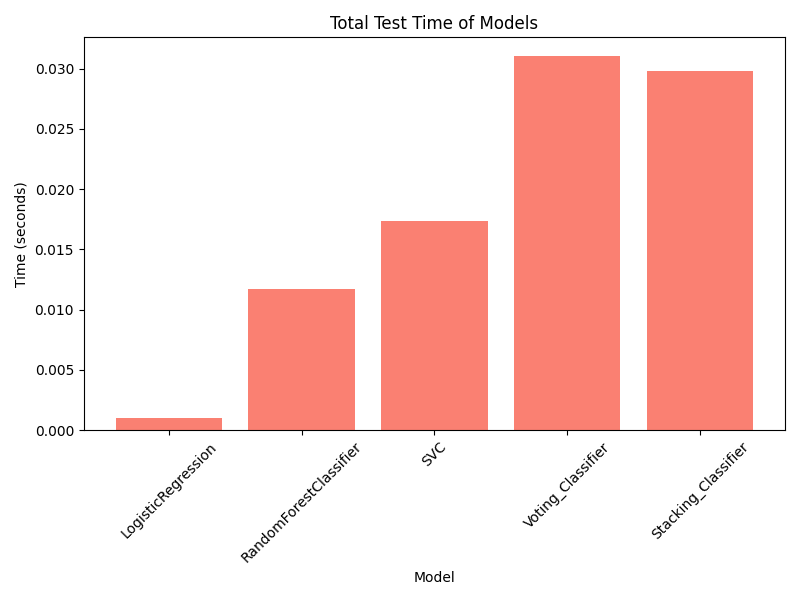 Total Test Time of Models
Time (seconds)
0.030
0.025
0.020
0.015
0.010
0.005
0.000
LogisticRegression
RandomForestClassifier
SVC
Voting_Classifier
Stacking_Classifier
Model